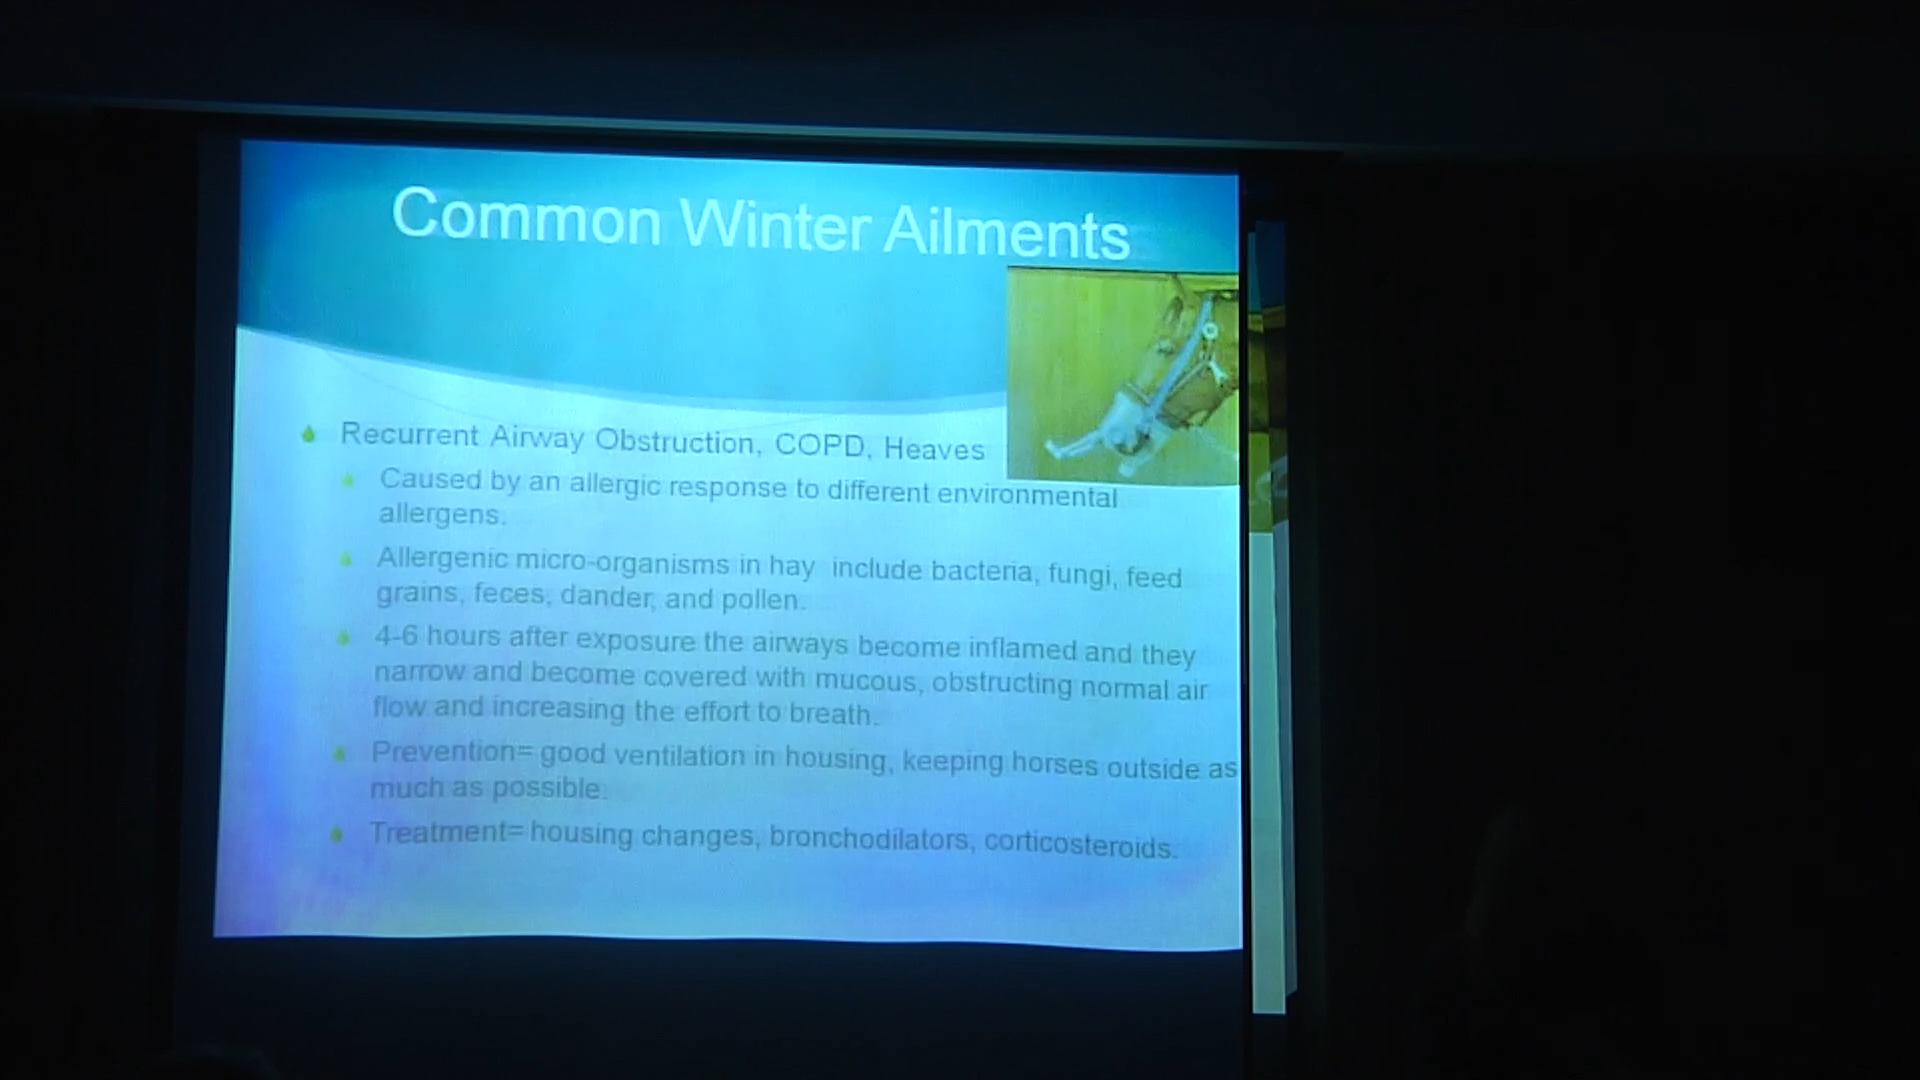 Common Winter Ailments
Recurrent Airway Obstruction, COPD, Heaves
Caused by an allergic response to different environmental
allergens.
Allergenic micro-organisms in hay include bacteria, fungi, feed
grains, feces, dander, and pollen.
4-6 hours after exposure the airways become inflamed and they
narrow and become covered with mucous, obstructing normal air
flow and increasing the effort to breath.
Prevention= good ventilation in housing, keeping horses outside as
much as possible.
Treatment= housing changes, bronchodilators, corticosteroids.